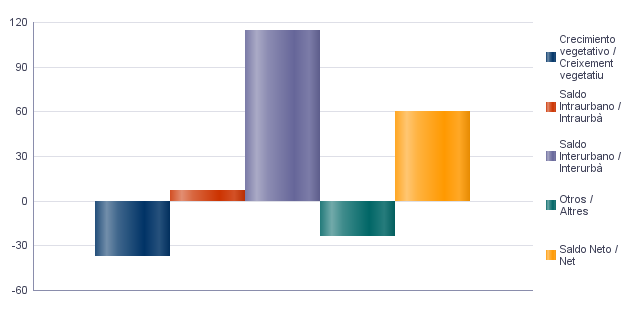 120
90
60
30
0
-30
-60
Crecimiento
vegetativo /
Creixement
vegetatiu
Saldo
Intraurbano /
Intraurbà
Saldo
Interurbano /
Interurbà
Otros /
Altres
Saldo Neto /
Net